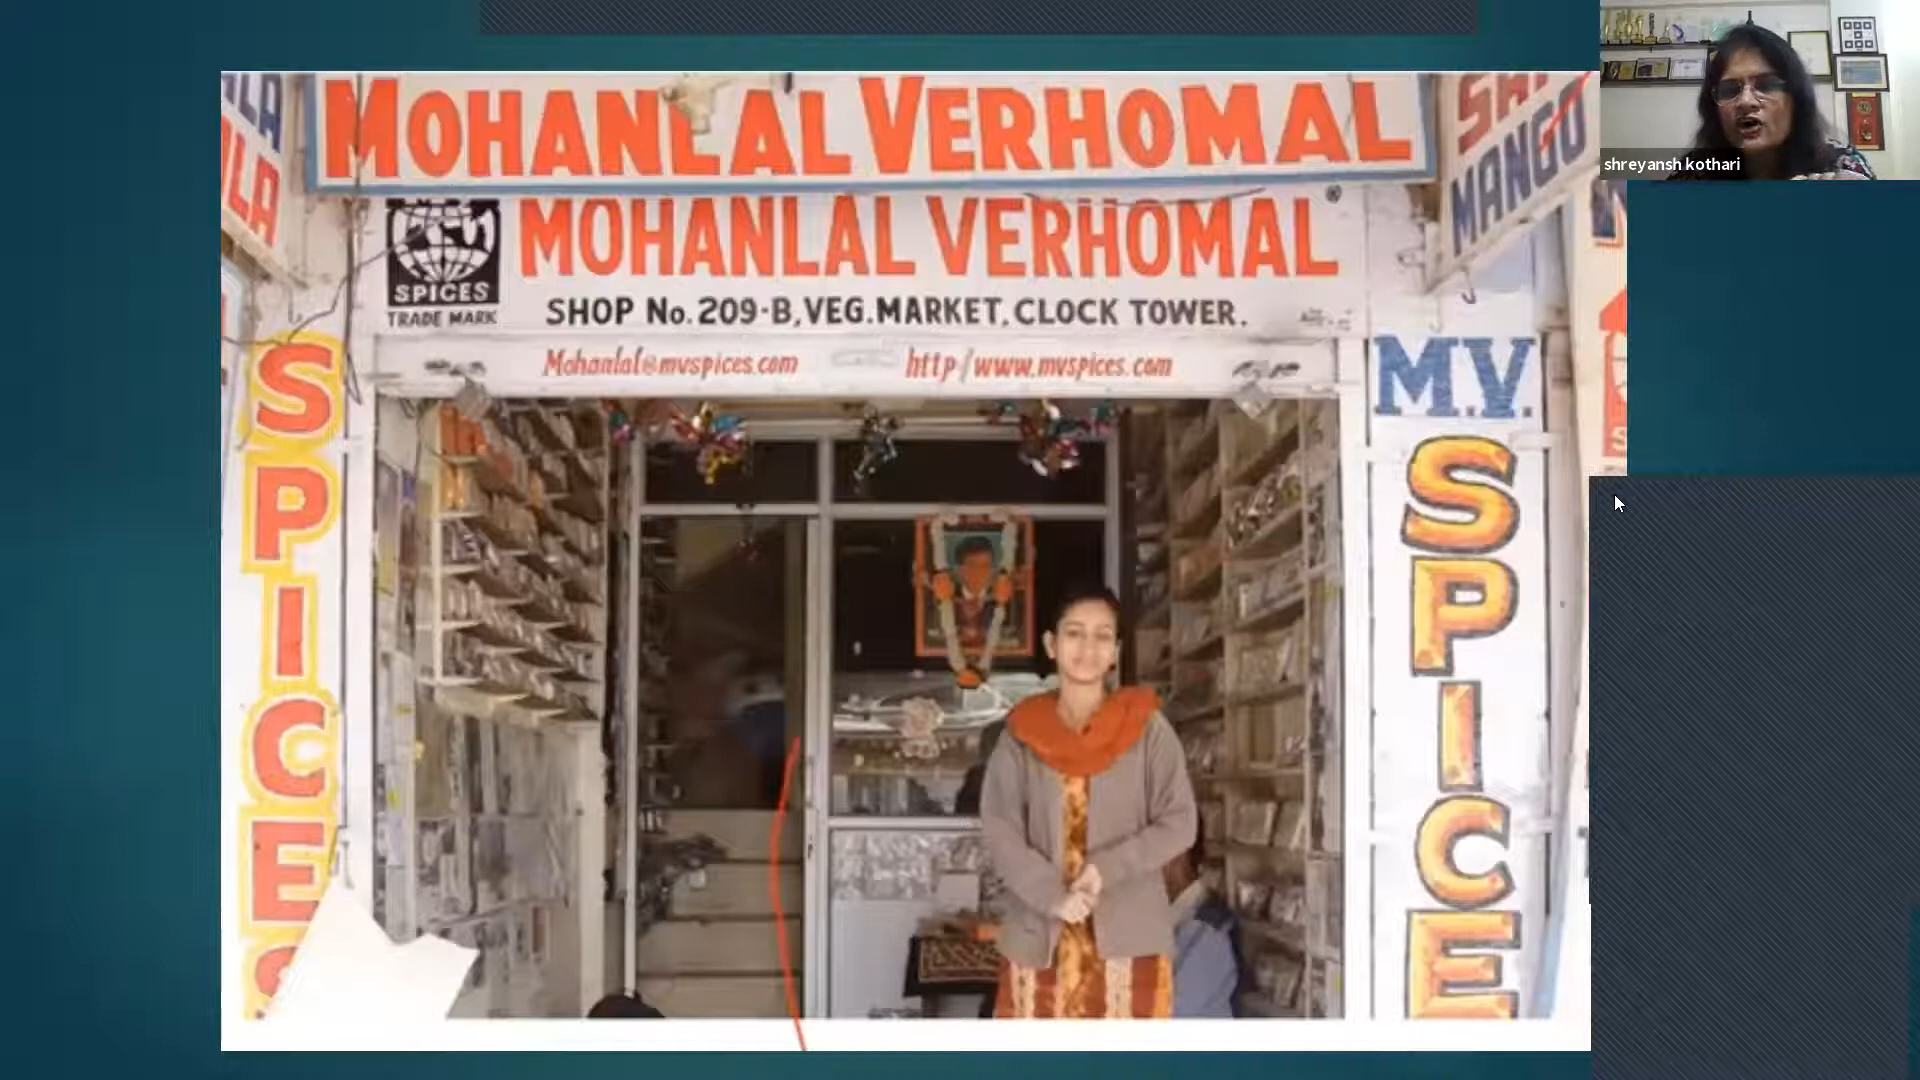 MOHANLAL VERHOMAL
MOHANLAL VERHOMAL®
SPICES
TRADE MARK
SHOP No. 209-B, VEG. MARKET, CLOCK TOWER.
Mohanlal@mvspices.com
http/www.mvspices.com
SPICES
M.V.
SPICE
MANGO
shreyansh kothari